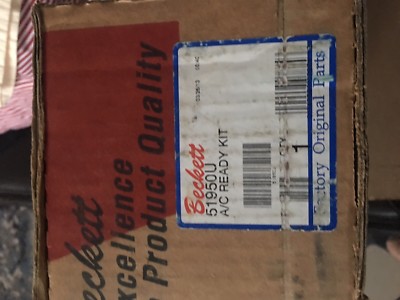 Beckett
51950U
A/C READY KIT
1
Factory Original Parts
Beckett
Excellence
Product Quality